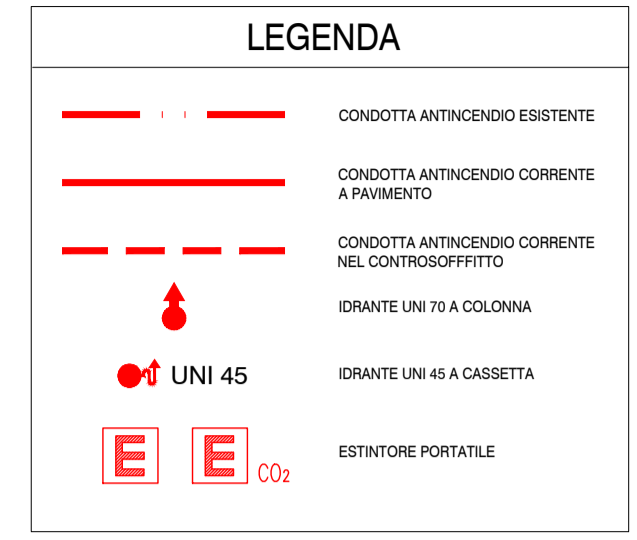 LEGENDA
CONDOTTA ANTINCENDIO ESISTENTE
CONDOTTA ANTINCENDIO CORRENTE
A PAVIMENTO
CONDOTTA ANTINCENDIO CORRENTE
NEL CONTROSOFFFITTO
IDRANTE UNI 70 A COLONNA
UNI 45
IDRANTE UNI 45 A CASSETTA
E E CO2
ESTINTORE PORTATILE